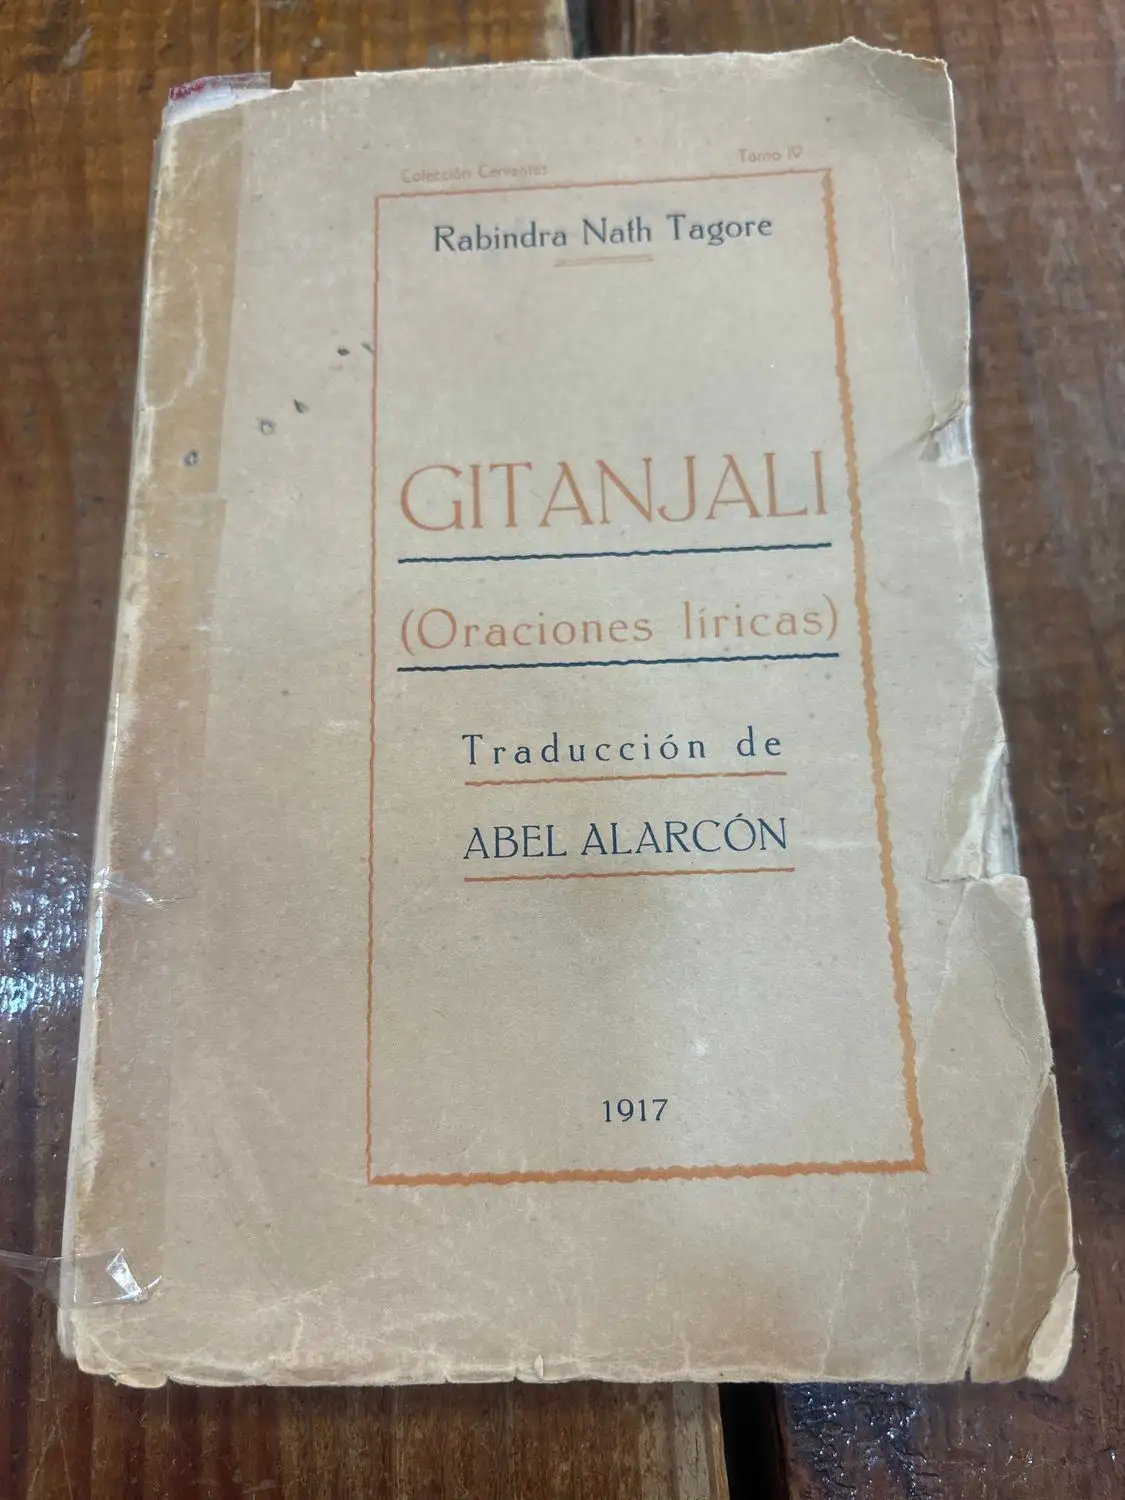 Colección Cervantes Tomo IV
Rabindra Nath Tagore
GITANJALI
(Oraciones líricas)
Traducción de
ABEL ALARCÓN
1917